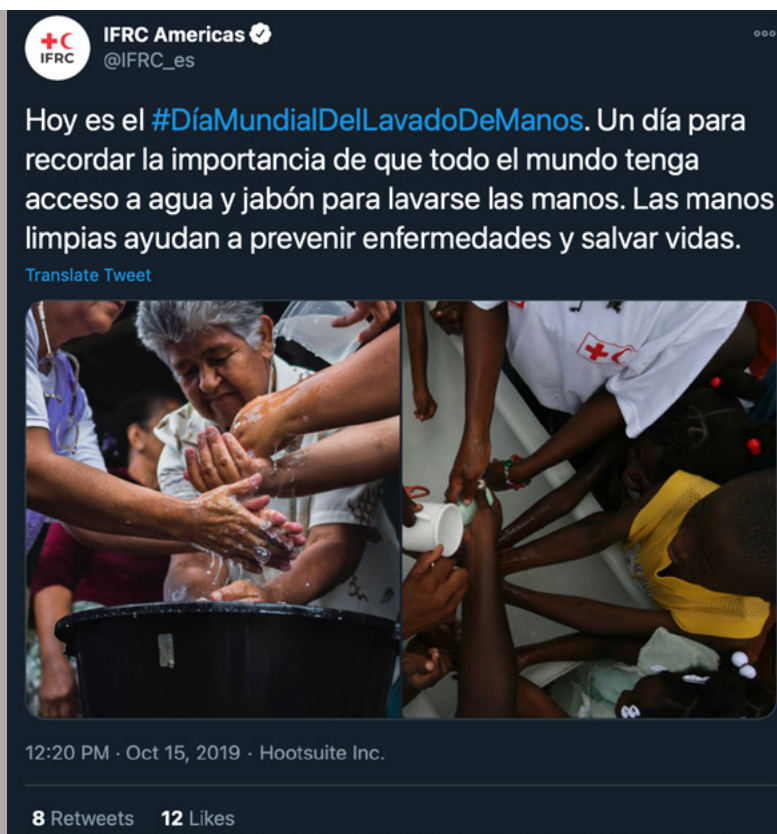 IFRC
IFRC Americas
@IFRC_es
Hoy es el #DíaMundialDelLavadoDeManos. Un día para
recordar la importancia de que todo el mundo tenga
acceso a agua y jabón para lavarse las manos. Las manos
limpias ayudan a prevenir enfermedades y salvar vidas.
Translate Tweet
12:20 PM · Oct 15, 2019 · Hootsuite Inc.
8 Retweets 12 Likes